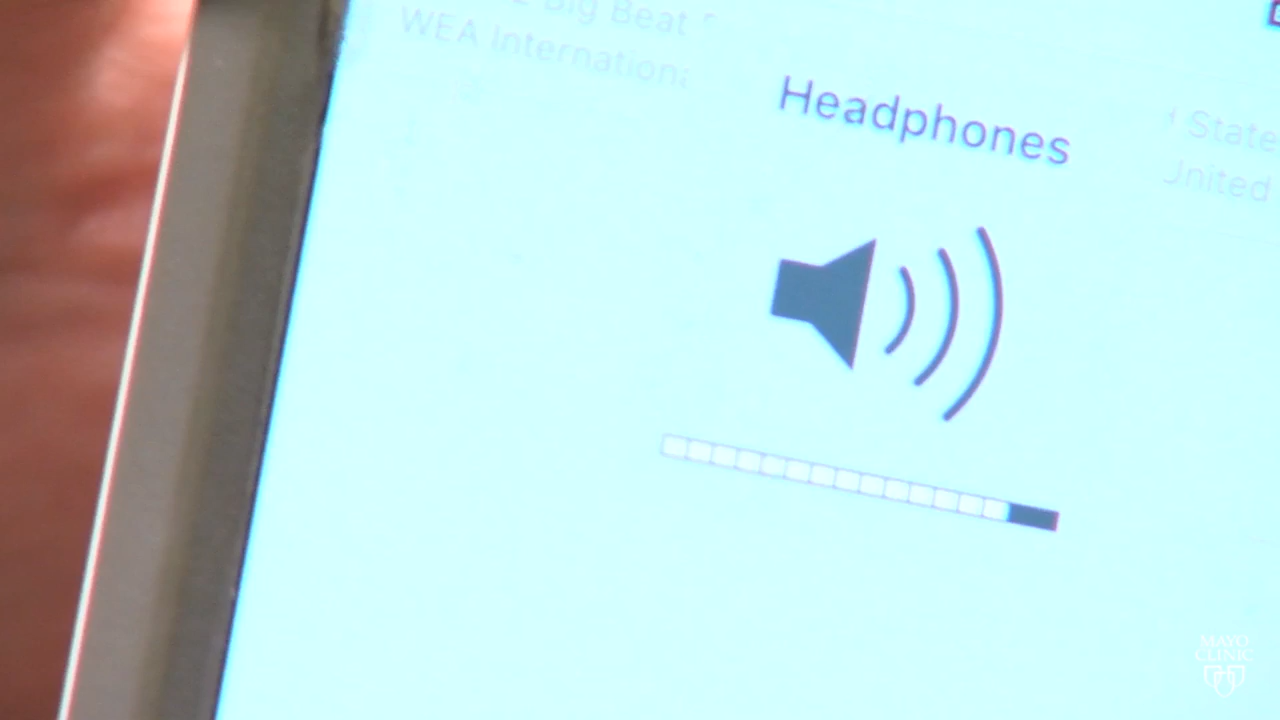 Big Beat
WEA International
Headphones
State
United
MAYO
CLINIC